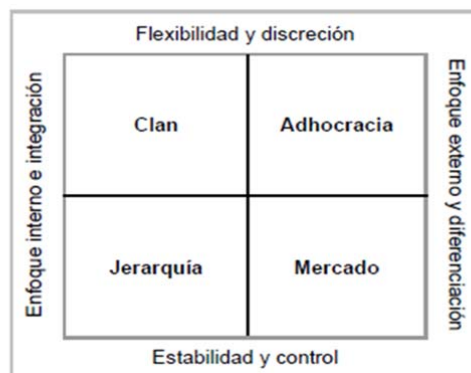 Flexibilidad y discreción
Enfoque interno e integración
Clan
Adhocracia
Enfoque externo y diferenciación
Jerarquía
Mercado
Estabilidad y control